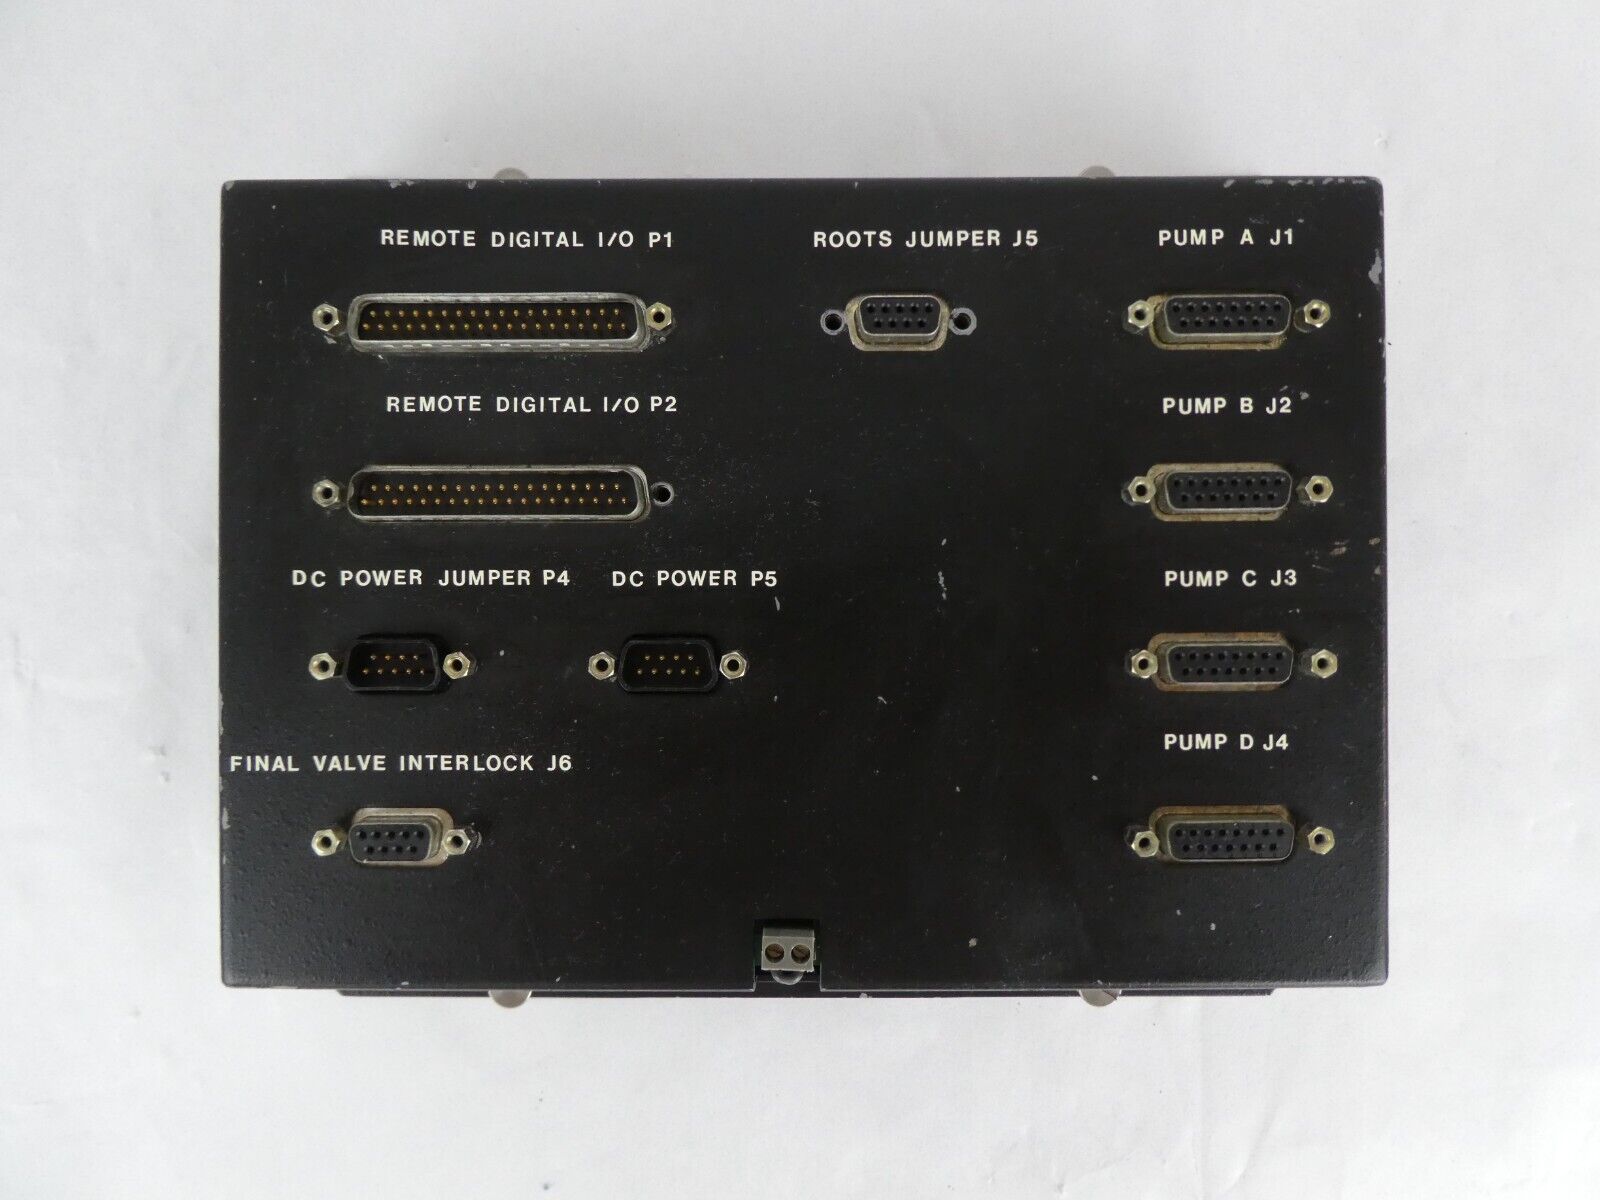 REMOTE DIGITAL I/O P1
ROOTS JUMPER J5
PUMP A J1
REMOTE DIGITAL I/O P2
PUMP B J2
DC POWER JUMPER P4
DC POWER P5
PUMP C J3
PUMP D J4
FINAL VALVE INTERLOCK J6